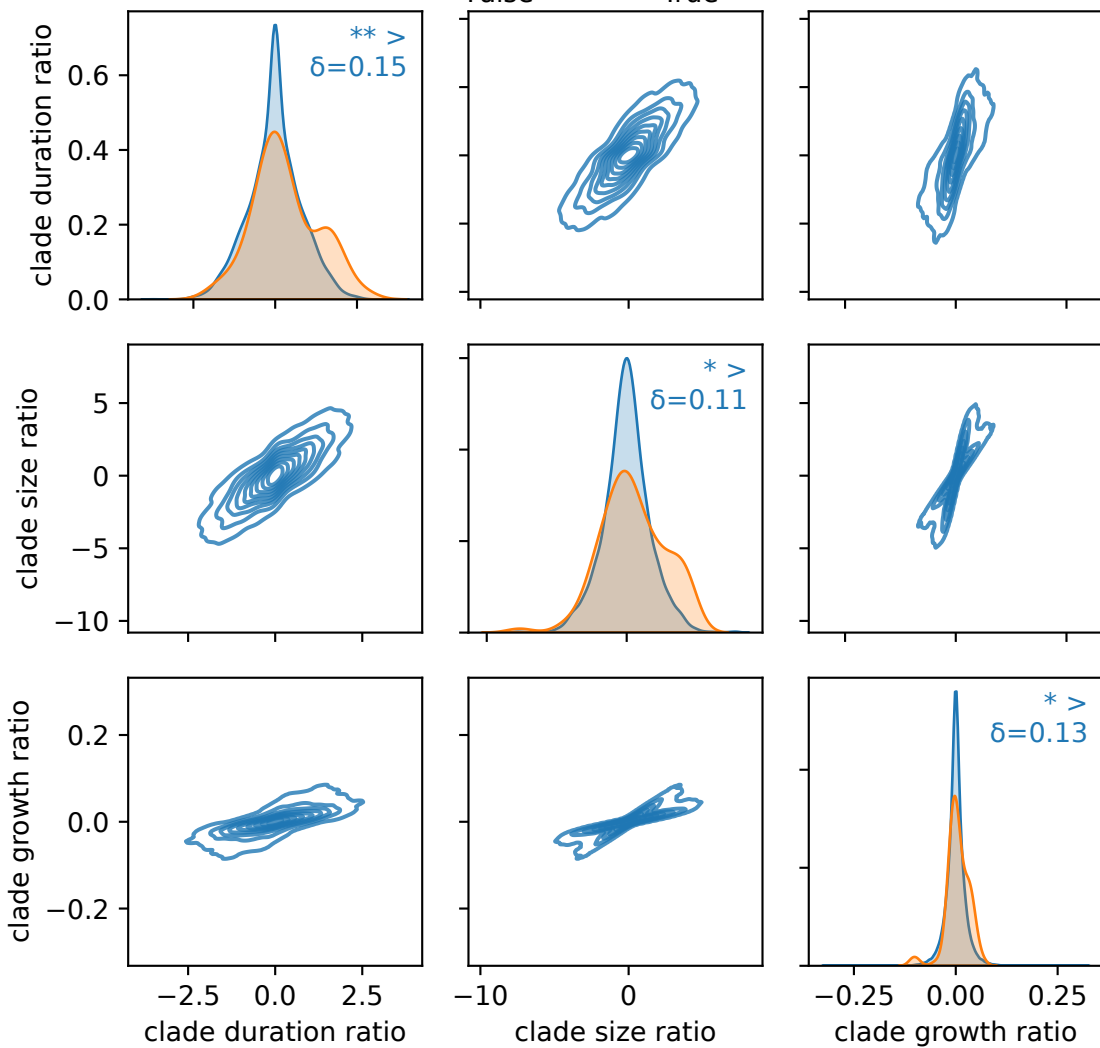 False True
** >
δ=0.15
clade duration ratio
0.6
0.4
0.2
0.0
* >
δ=0.11
clade size ratio
5
0
−5
−10
* >
δ=0.13
clade growth ratio
0.2
0.0
−0.2
−2.5 0.0 2.5
−10 0
−0.25 0.00 0.25
clade duration ratio
clade size ratio
clade growth ratio